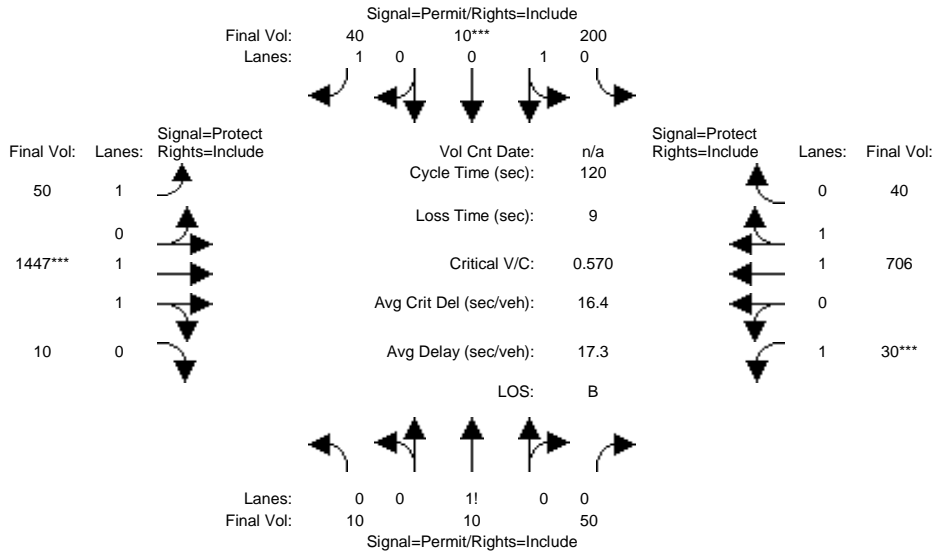 Signal=Permit/Rights=Include
Final Vol: 40 10*** 200
Lanes: 1 0 0 1 0
Signal=Protect
Final Vol: Lanes: Rights=Include
Vol Cnt Date: n/a
Signal=Protect
Rights=Include Lanes: Final Vol:
Cycle Time (sec): 120
50 1
0 40
Loss Time (sec): 9
0
1
1447*** 1
Critical V/C: 0.570
1 706
1
Avg Crit Del (sec/veh): 16.4
0
10 0
Avg Delay (sec/veh): 17.3
1 30***
LOS: B
Lanes: 0 0 1! 0 0
Final Vol: 10 10 50
Signal=Permit/Rights=Include